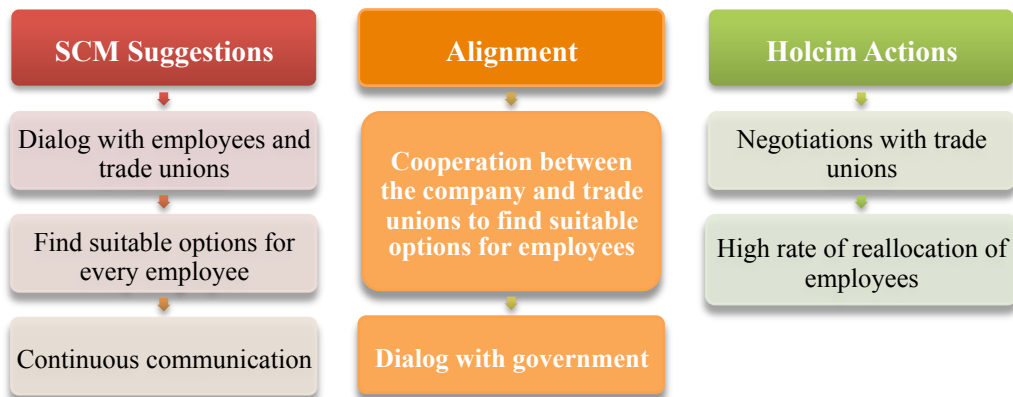 SCM Suggestions
Dialog with employees and
trade unions
Find suitable options for
every employee
Continuous communication
Alignment
Cooperation between
the company and trade
unions to find suitable
options for employees
Dialog with government
Holcim Actions
Negotiations with trade
unions
High rate of reallocation of
employees